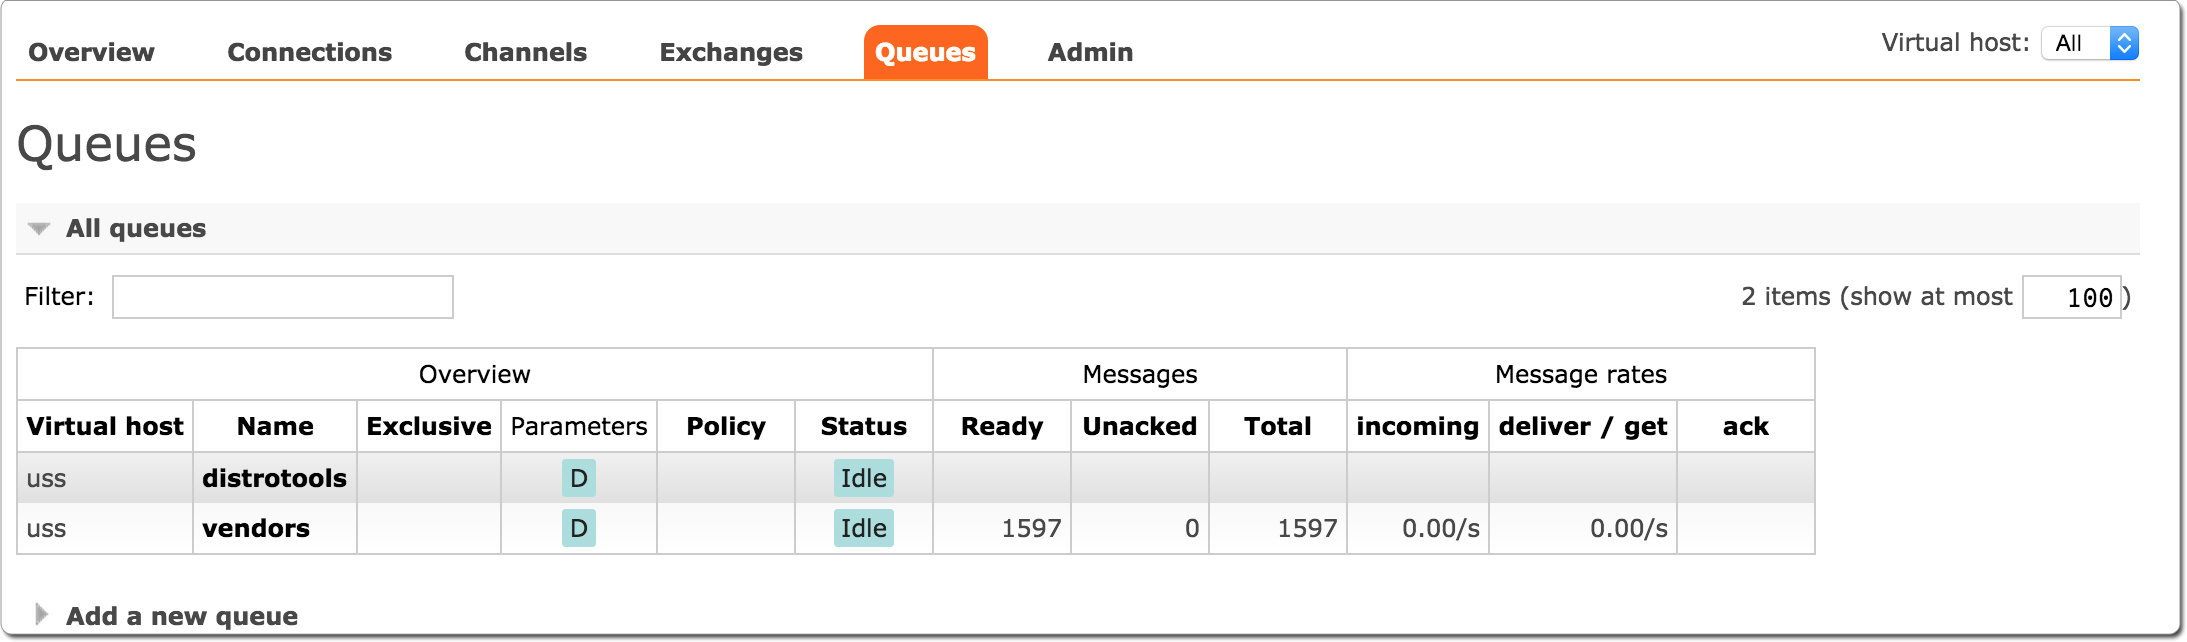 Overview Connections Channels Exchanges Queues Admin Virtual host: All
Queues
All queues
Filter: 2 items (show at most 100 )
Overview Messages Message rates
Virtual host Name Exclusive Parameters Policy Status Ready Unacked Total incoming deliver / get ack
uss distrotools D Idle
uss vendors D Idle 1597 0 1597 0.00/s 0.00/s
Add a new queue